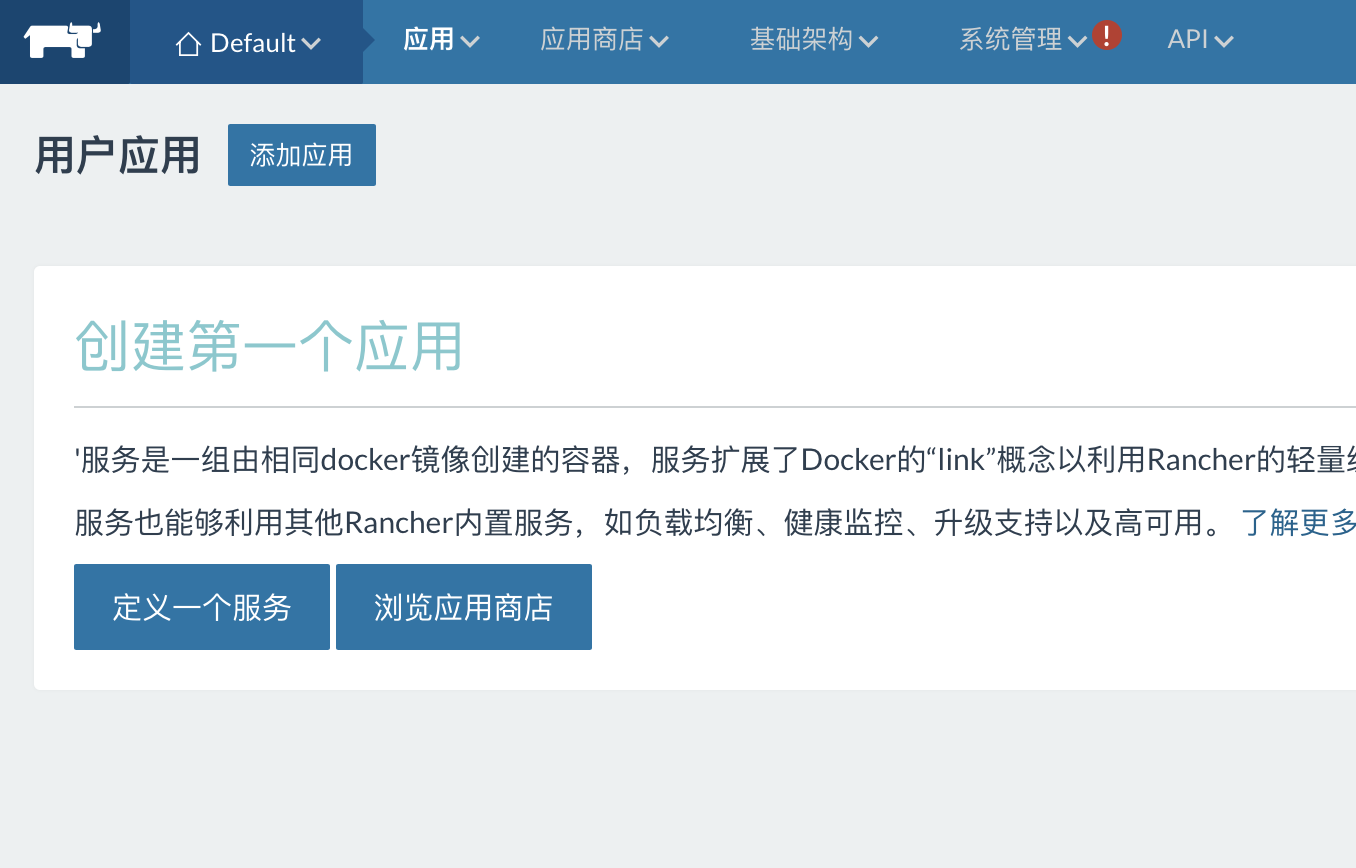 Default 应用 应用商店 基础架构 系统管理 ! API
用户应用 添加应用
创建第一个应用
'服务是一组由相同docker镜像创建的容器，服务扩展了Docker的“link”概念以利用Rancher的轻量
服务也能够利用其他Rancher内置服务，如负载均衡、健康监控、升级支持以及高可用。 了解更多
定义一个服务 浏览应用商店